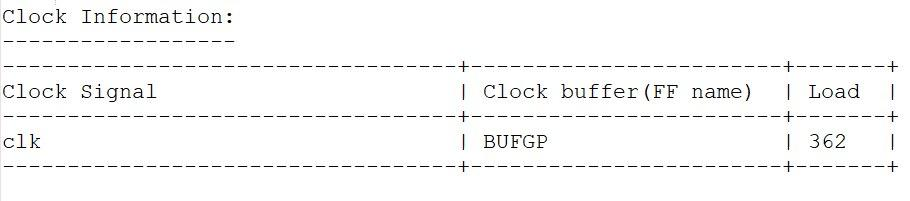 Clock Information:
------------------
-----------------------------------+------------------------+-------+
Clock Signal                       | Clock buffer(FF name)  | Load  |
-----------------------------------+------------------------+-------+
clk                                | BUFGP                  | 362   |
-----------------------------------+------------------------+-------+